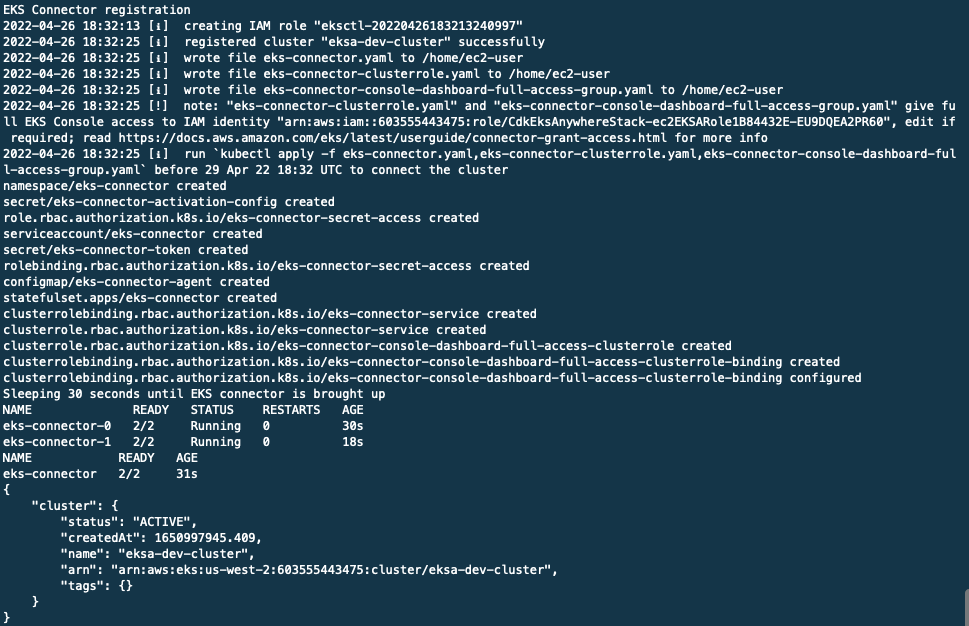 EKS Connector registration
2022-04-26 18:32:13 [ℹ]  creating IAM role "eksctl-20220426183213240997"
2022-04-26 18:32:25 [ℹ]  registered cluster "eksa-dev-cluster" successfully
2022-04-26 18:32:25 [ℹ]  wrote file eks-connector.yaml to /home/ec2-user
2022-04-26 18:32:25 [ℹ]  wrote file eks-connector-clusterrole.yaml to /home/ec2-user
2022-04-26 18:32:25 [ℹ]  wrote file eks-connector-console-dashboard-full-access-group.yaml to /home/ec2-user
2022-04-26 18:32:25 [!]  note: "eks-connector-clusterrole.yaml" and "eks-connector-console-dashboard-full-access-group.yaml" give fu
ll EKS Console access to IAM identity "arn:aws:iam::603555443475:role/CdkEksAnywhereStack-ec2EKSARole1B84432E-EU9DQEA2PR60", edit if
 required; read https://docs.aws.amazon.com/eks/latest/userguide/connector-grant-access.html for more info
2022-04-26 18:32:25 [ℹ]  run `kubectl apply -f eks-connector.yaml,eks-connector-clusterrole.yaml,eks-connector-console-dashboard-ful
l-access-group.yaml` before 29 Apr 22 18:32 UTC to connect the cluster
namespace/eks-connector created
secret/eks-connector-activation-config created
role.rbac.authorization.k8s.io/eks-connector-secret-access created
serviceaccount/eks-connector created
secret/eks-connector-token created
rolebinding.rbac.authorization.k8s.io/eks-connector-secret-access created
configmap/eks-connector-agent created
statefulset.apps/eks-connector created
clusterrolebinding.rbac.authorization.k8s.io/eks-connector-service created
clusterrole.rbac.authorization.k8s.io/eks-connector-service created
clusterrole.rbac.authorization.k8s.io/eks-connector-console-dashboard-full-access-clusterrole created
clusterrolebinding.rbac.authorization.k8s.io/eks-connector-console-dashboard-full-access-clusterrole-binding created
clusterrolebinding.rbac.authorization.k8s.io/eks-connector-console-dashboard-full-access-clusterrole-binding configured
Sleeping 30 seconds until EKS connector is brought up
NAME              READY   STATUS    RESTARTS   AGE
eks-connector-0   2/2     Running   0          30s
eks-connector-1   2/2     Running   0          18s
NAME            READY   AGE
eks-connector   2/2     31s
{
    "cluster": {
        "status": "ACTIVE",
        "createdAt": 1650997945.409,
        "name": "eksa-dev-cluster",
        "arn": "arn:aws:eks:us-west-2:603555443475:cluster/eksa-dev-cluster",
        "tags": {}
    }
}